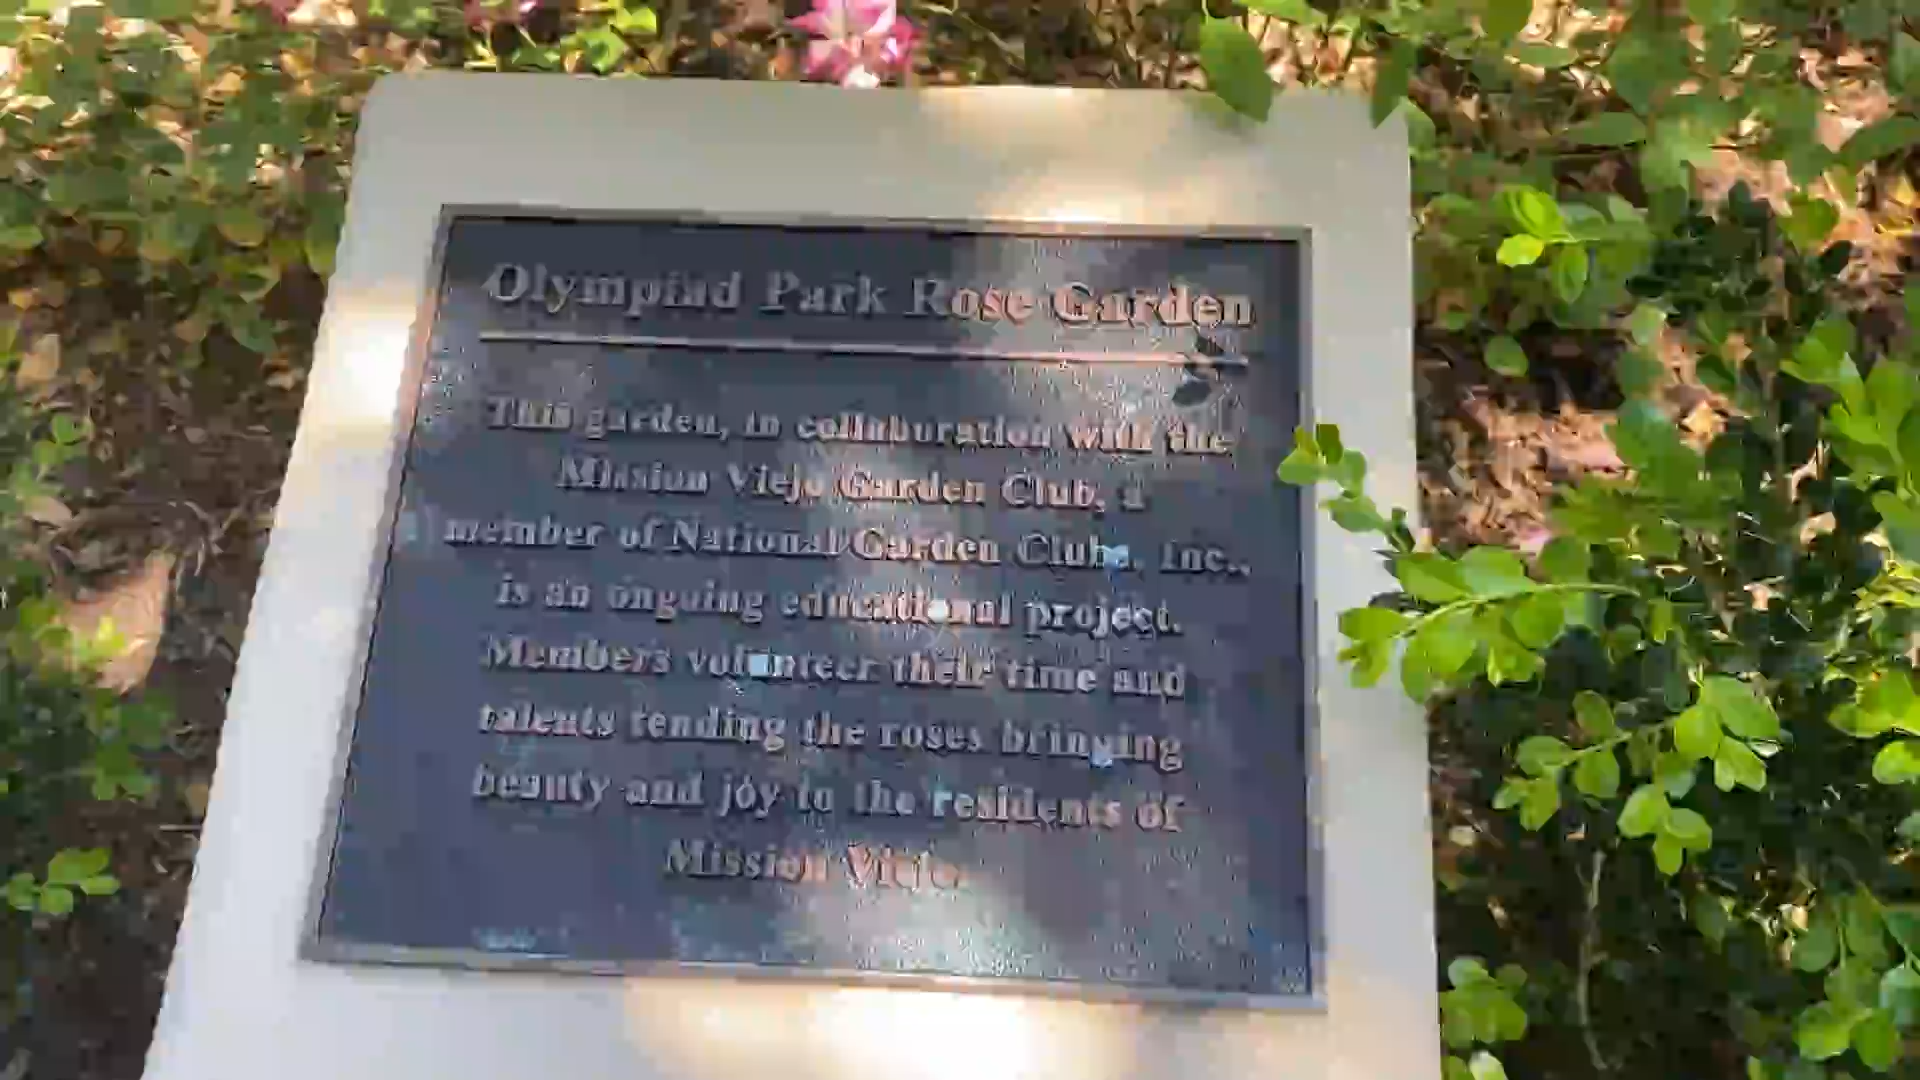 Olympiad Park Rose Garden
This garden, in collaboration with the
Mission Viejo Garden Club, a
member of National Garden Clubs, Inc.,
is an ongoing educational project.
Members volunteer their time and
talents tending the roses bringing
beauty and joy to the residents of
Mission Viejo.